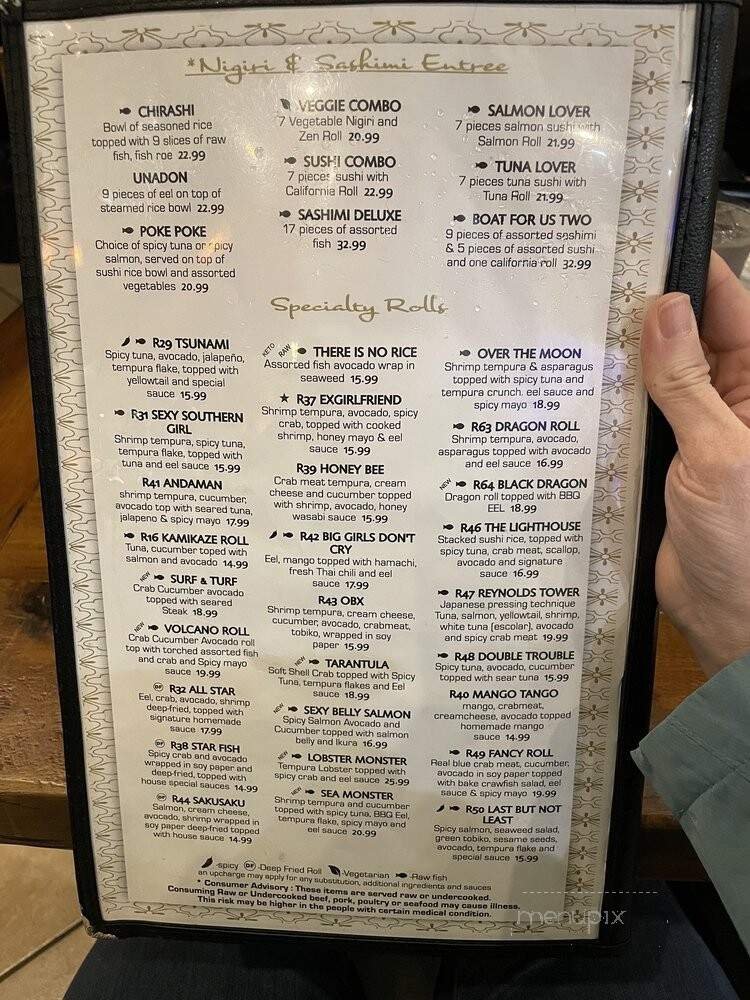 *Nigiri & Sashimi Entree
CHIRASHI
Bowl of seasoned rice
topped with 9 slices of raw
fish, fish roe 22.99
UNADON
9 pieces of eel on top of
steamed rice bowl 22.99
POKE POKE
Choice of spicy tuna or spicy
salmon, served on top of
sushi rice bowl and assorted
vegetables 20.99
VEGGIE COMBO
7 Vegetable Nigiri and
Zen Roll 20.99
SUSHI COMBO
7 pieces sushi with
California Roll 22.99
SASHIMI DELUXE
17 pieces of assorted
fish 32.99
SALMON LOVER
7 pieces salmon sushi with
Salmon Roll 21.99
TUNA LOVER
7 pieces tuna sushi with
Tuna Roll 21.99
BOAT FOR US TWO
9 pieces of assorted sashimi
& 5 pieces of assorted sushi
and one california roll 32.99
Specialty Rolls
R29 TSUNAMI
Spicy tuna, avocado, jalapeño,
tempura flake, topped with
yellowtail and special
sauce 15.99
R31 SEXY SOUTHERN
GIRL
Shrimp tempura, spicy tuna,
tempura flake, topped with
tuna and eel sauce 15.99
R41 ANDAMAN
shrimp tempura, cucumber,
avocado top with seared tuna,
jalapeno & spicy mayo 17.99
R16 KAMIKAZE ROLL
Tuna, cucumber toped with
salmon and avocado 14.99
NEW SURF & TURF
Crab Cucumber avocado
topped with seared
Steak 18.99
NEW VOLCANO ROLL
Crab Cucumber Avocado roll
top with torched assorted fish
and crab and Spicy mayo
sauce 19.99
DF R32 ALL STAR
Eel, crab, avocado, shrimp
deep-fried, topped with
signature homemade
sauce 17.99
DF R38 STAR FISH
Spicy crab and avocado
wrapped in soy paper and
deep-fried, topped with
house special sauces 14.99
DF R44 SAKUSAKU
Salmon, cream cheese,
avocado, shrimp wrapped in
soy paper deep-fried topped
with house sauce 14.99
KETO RAW THERE IS NO RICE
Assorted fish avocado wrap in
seaweed 15.99
★ R37 EXGIRLFRIEND
Shrimp tempura, avocado, spicy
crab, topped with cooked
shrimp, honey mayo & eel
sauce 15.99
R39 HONEY BEE
Crab meat tempura, cream
cheese and cucumber topped
with shrimp, avocado, honey
wasabi sauce 15.99
R42 BIG GIRLS DON'T
CRY
Eel, mango topped with hamachi,
fresh Thai chili and eel
sauce 17.99
R43 OBX
Shrimp tempura, cream cheese,
cucumber, avocado, crabmeat,
tobiko, wrapped in soy
paper 15.99
NEW TARANTULA
Soft Shell Crab topped with Spicy
Tuna, tempura flakes and Eel
sauce 18.99
NEW SEXY BELLY SALMON
Spicy Salmon Avocado and
Cucumber topped with salmon
belly and Ikura 16.99
NEW LOBSTER MONSTER
Tempura Lobster topped with
spicy crab and eel sauce 25.99
NEW SEA MONSTER
Shrimp tempura and cucumber
topped with spicy tuna, BBQ Eel,
tempura flake, spicy mayo and
eel sauce 20.99
OVER THE MOON
Shrimp tempura & asparagus
topped with spicy tuna and
tempura crunch. eel sauce and
spicy mayo 18.99
R63 DRAGON ROLL
Shrimp tempura, avocado,
asparagus topped with avocado
and eel sauce 16.99
NEW R64 BLACK DRAGON
Dragon roll topped with BBQ
EEL 18.99
R46 THE LIGHTHOUSE
Stacked sushi rice, topped with
spicy tuna, crab meat, scallop,
avocado and signature
sauce 16.99
R47 REYNOLDS TOWER
Japanese pressing technique
Tuna, salmon, yellowtail, shrimp,
white tuna (escolar), avocado
and spicy crab meat 19.99
R48 DOUBLE TROUBLE
Spicy tuna, avocado, cucumber
topped with sear tuna 15.99
R40 MANGO TANGO
mango, crabmeat,
creamcheese, avocado topped
homemade mango
sauce 14.99
R49 FANCY ROLL
Real blue crab meat, cucumber,
avocado in soy paper topped
with bake crawfish salad, eel
sauce & spicy mayo 19.99
R50 LAST BUT NOT
LEAST
Spicy salmon, seaweed salad,
green tobiko, sesame seeds,
avocado, tempura flake and
special sauce 15.99
-spicy DF -Deep Fried Roll -Vegetarian -Raw fish
an upcharge may apply for any substitution, additional ingredients and sauces
* Consumer Advisory : These items are served raw or undercooked.
Consuming Raw or Undercooked beef, pork, poultry or seafood may cause illness.
This risk may be higher in the people with certain medical condition.
menupix